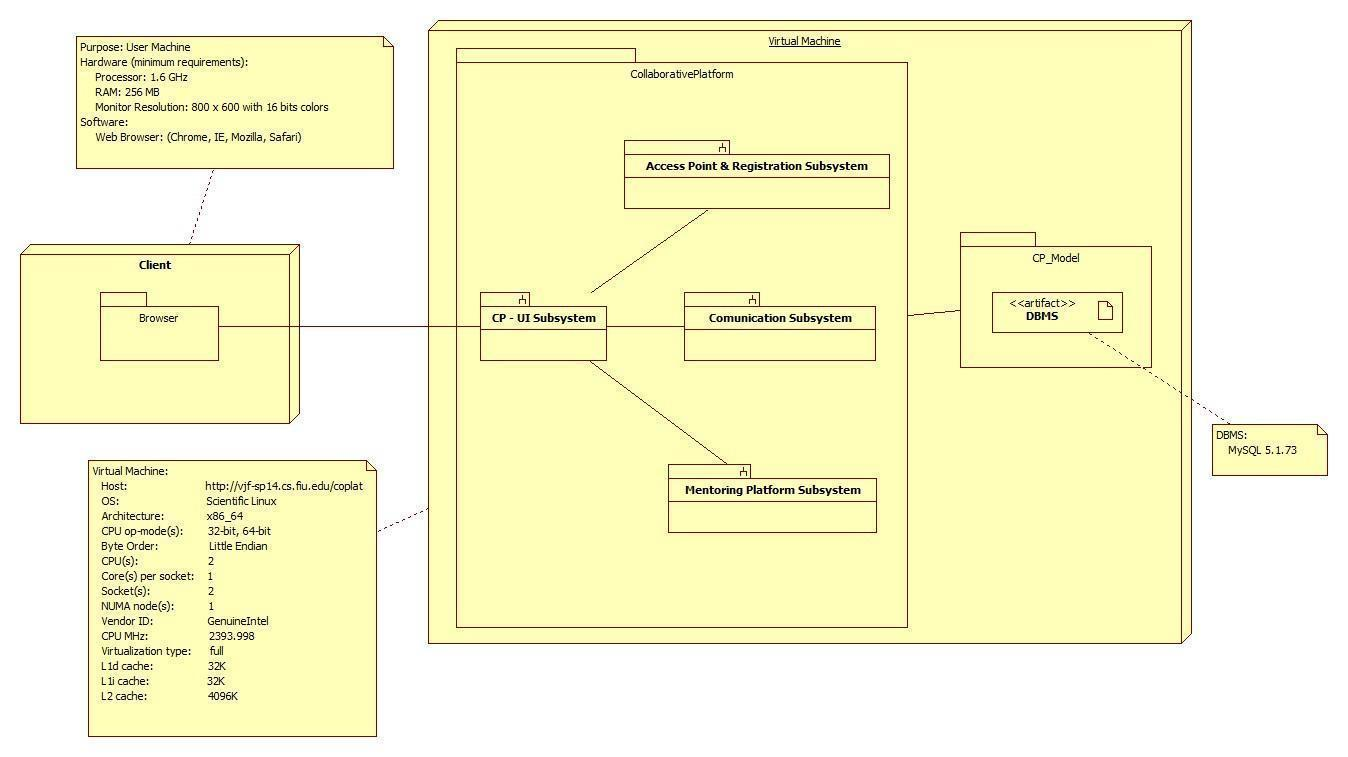 Purpose: User Machine
Hardware (minimum requirements):
Processor: 1.6 GHz
RAM: 256 MB
Monitor Resolution: 800 x 600 with 16 bits colors
Software:
Web Browser: (Chrome, IE, Mozilla, Safari)
Client
Browser
Virtual Machine
CollaborativePlatform
Access Point & Registration Subsystem
CP - UI Subsystem
Comunication Subsystem
Mentoring Platform Subsystem
CP_Model
<<artifact>>
DBMS
DBMS:
MySQL 5.1.73
Virtual Machine:
Host: http://vjf-sp14.cs.fiu.edu/coplat
OS: Scientific Linux
Architecture: x86_64
CPU op-mode(s): 32-bit, 64-bit
Byte Order: Little Endian
CPU(s): 2
Core(s) per socket: 1
Socket(s): 2
NUMA node(s): 1
Vendor ID: GenuineIntel
CPU MHz: 2393.998
Virtualization type: full
L1d cache: 32K
L1i cache: 32K
L2 cache: 4096K